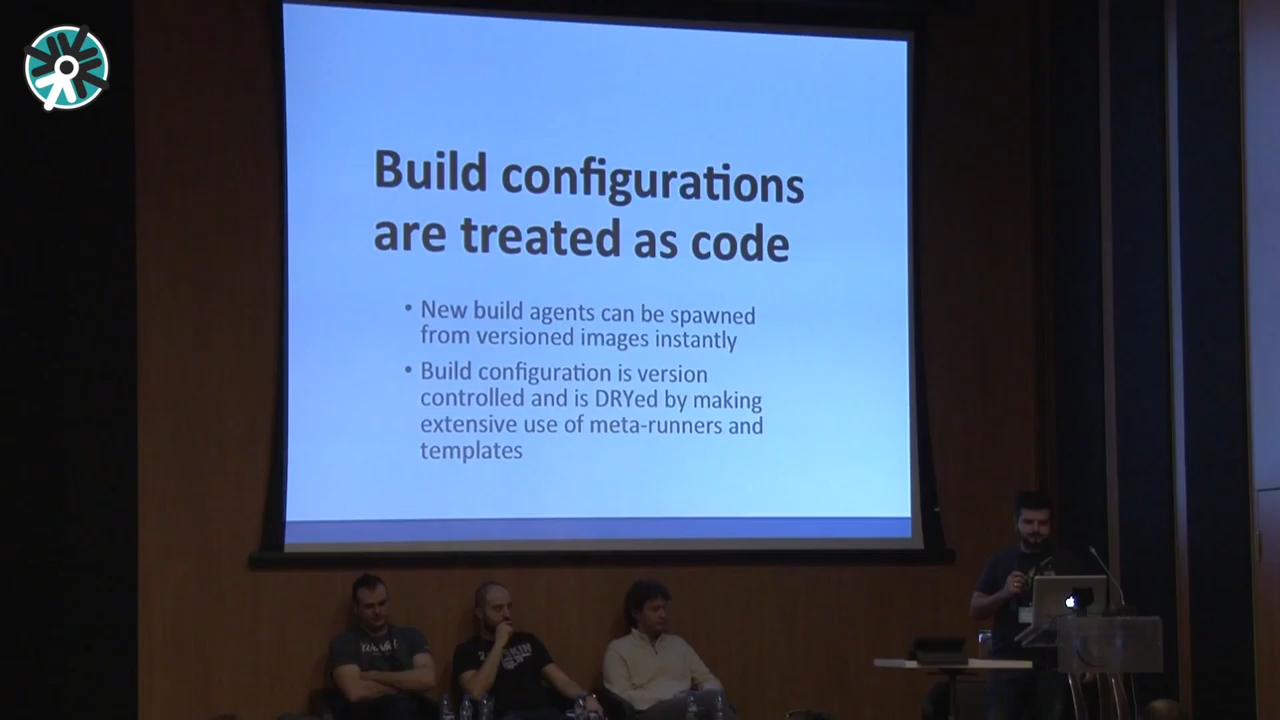 Build configurations
are treated as code
• New build agents can be spawned
from versioned images instantly
• Build configuration is version
controlled and is DRYed by making
extensive use of meta-runners and
templates